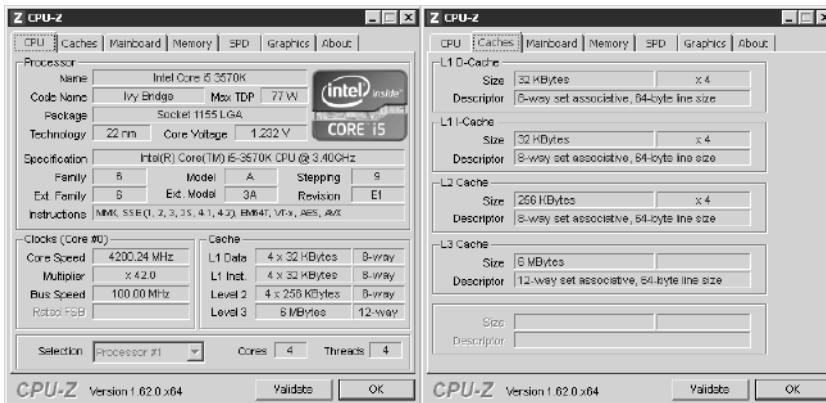 Z CPU-Z
CPU Caches Mainboard Memory SPD Graphics About
Processor
Name Intel Core i5 3570K
Code Name Ivy Bridge Max TDP 77 W
Package Socket 1155 LGA
Technology 22 nm Core Voltage 1.232 V
intel inside™
CORE i5
Specification Intel(R) Core(TM) i5-3570K CPU @ 3.40GHz
Family 6 Model A Stepping 9
Ext. Family 6 Ext. Model 3A Revision E1
Instructions MMX, SSE (1, 2, 3, 3S, 4.1, 4.2), EM64T, VT-x, AES, AVX
Clocks (Core #0)
Core Speed 4200.24 MHz
Multiplier x 42.0
Bus Speed 100.00 MHz
Rated FSB
Cache
L1 Data 4 x 32 KBytes 8-way
L1 Inst. 4 x 32 KBytes 8-way
Level 2 4 x 256 KBytes 8-way
Level 3 6 MBytes 12-way
Selection Processor #1 Cores 4 Threads 4
CPU-Z Version 1.62.0.x64 Validate OK
Z CPU-Z
CPU Caches Mainboard Memory SPD Graphics About
L1 D-Cache
Size 32 KBytes x 4
Descriptor 8-way set associative, 64-byte line size
L1 I-Cache
Size 32 KBytes x 4
Descriptor 8-way set associative, 64-byte line size
L2 Cache
Size 256 KBytes x 4
Descriptor 8-way set associative, 64-byte line size
L3 Cache
Size 6 MBytes
Descriptor 12-way set associative, 64-byte line size
Size
Descriptor
CPU-Z Version 1.62.0.x64 Validate OK